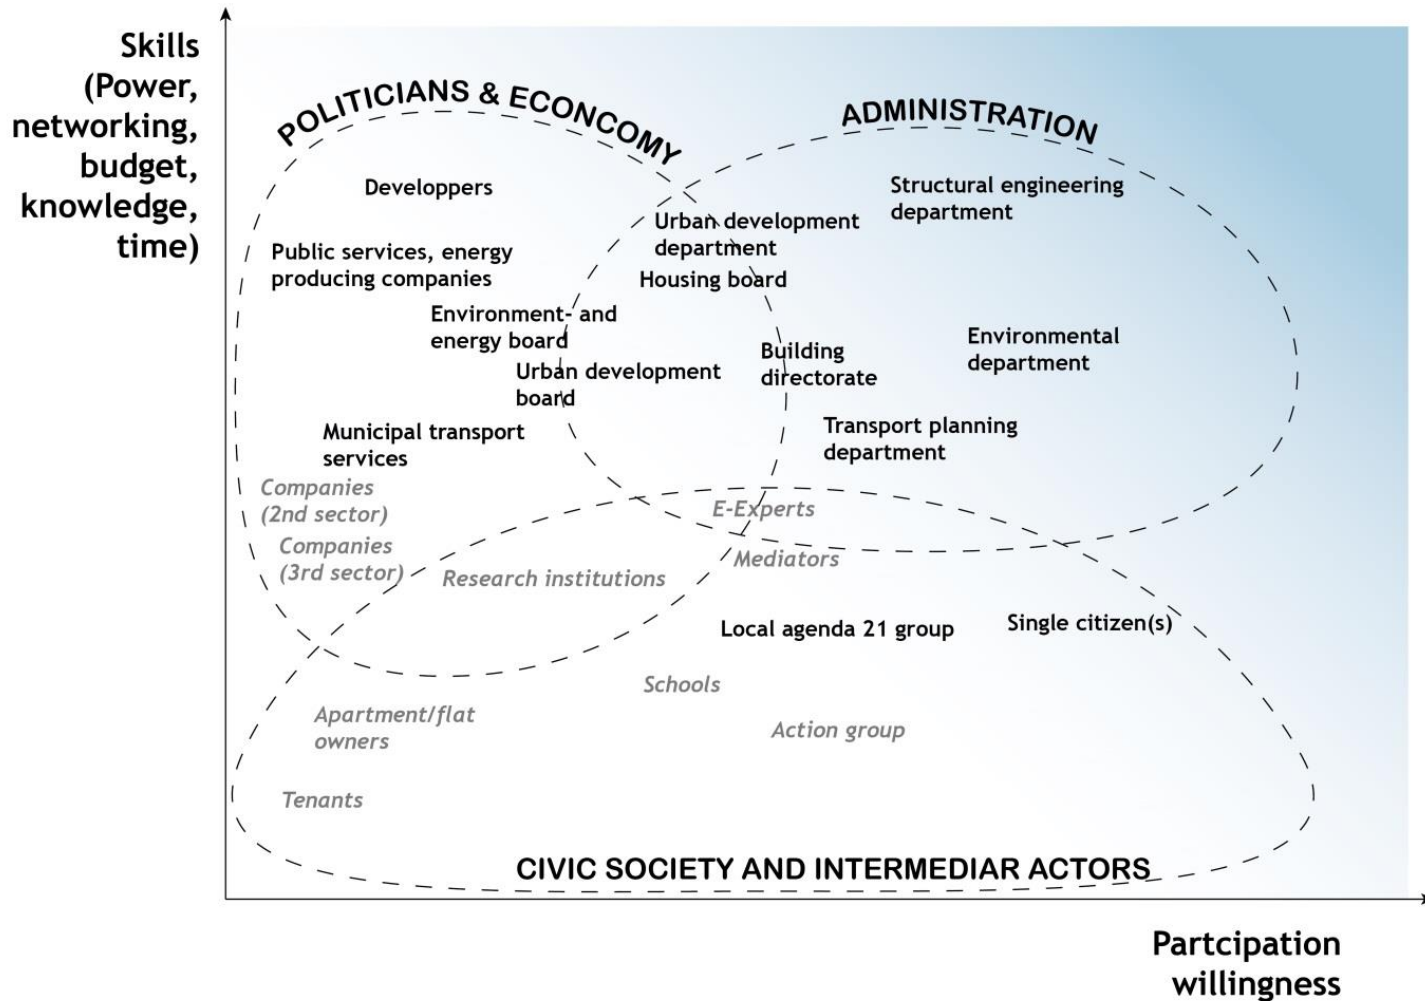 Skills
(Power,
networking,
budget,
knowledge,
time)
POLITICIANS & ECONCOMY
ADMINISTRATION
Developpers
Structural engineering
department
Urban development
department
Public services, energy
producing companies
Housing board
Environment- and
energy board
Building
directorate
Environmental
department
Urban development
board
Municipal transport
services
Transport planning
department
Companies
(2nd sector)
E-Experts
Companies
(3rd sector)
Mediators
Research institutions
Local agenda 21 group
Single citizen(s)
Schools
Apartment/flat
owners
Action group
Tenants
CIVIC SOCIETY AND INTERMEDIAR ACTORS
Partcipation
willingness